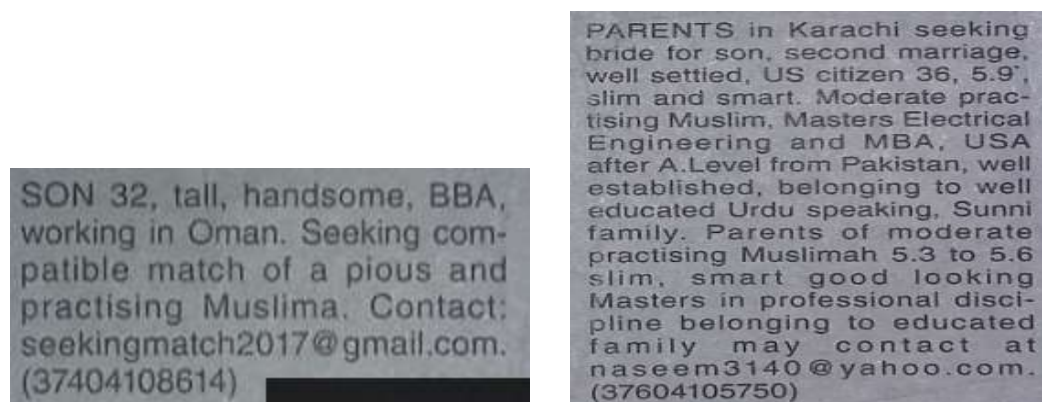 SON 32, tall, handsome, BBA,
working in Oman. Seeking com-
patible match of a pious and
practising Muslima. Contact:
seekingmatch2017@gmail.com.
(37404108614)
PARENTS in Karachi seeking
bride for son, second marriage,
well settled, US citizen 36, 5.9",
slim and smart. Moderate prac-
tising Muslim, Masters Electrical
Engineering and MBA, USA
after A.Level from Pakistan, well
established, belonging to well
educated Urdu speaking, Sunni
family. Parents of moderate
practising Muslimah 5.3 to 5.6
slim, smart good looking
Masters in professional disci-
pline belonging to educated
family may contact at
naseem3140@yahoo.com.
(37604105750)